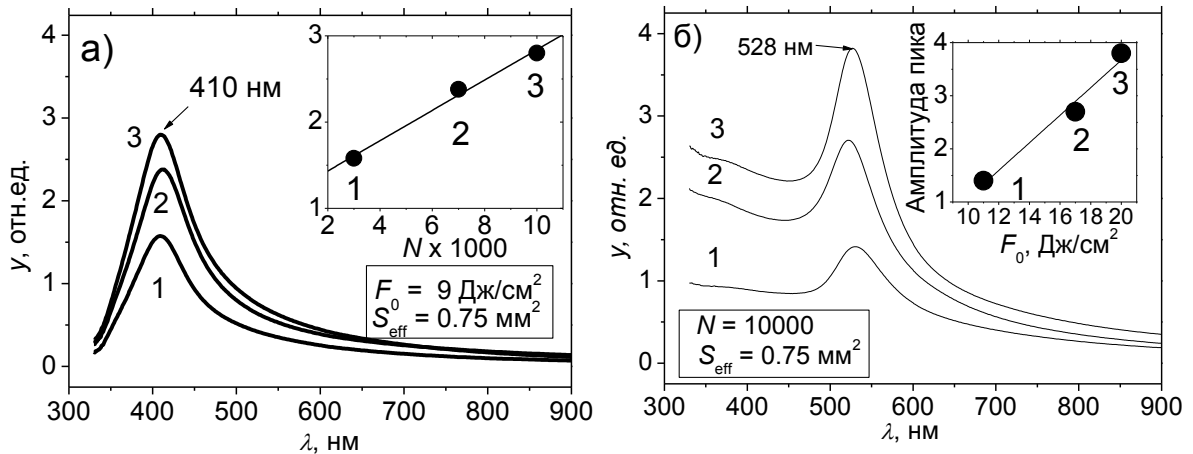 а)
410 нм
3
2
1
y, отн.ед.
4
3
2
1
0
300 400 500 600 700 800 900
λ, нм
3
2
1
2 4 6 8 10
N x 1000
1
2
3
F₀ = 9 Дж/см²
Seff = 0.75 мм²
б)
528 нм
3
2
1
y, отн. ед.
4
3
2
1
0
300 400 500 600 700 800 900
λ, нм
Амплитуда пика
4
3
2
1
10 12 14 16 18 20
F₀, Дж/см²
1
2
3
N = 10000
Seff = 0.75 мм²